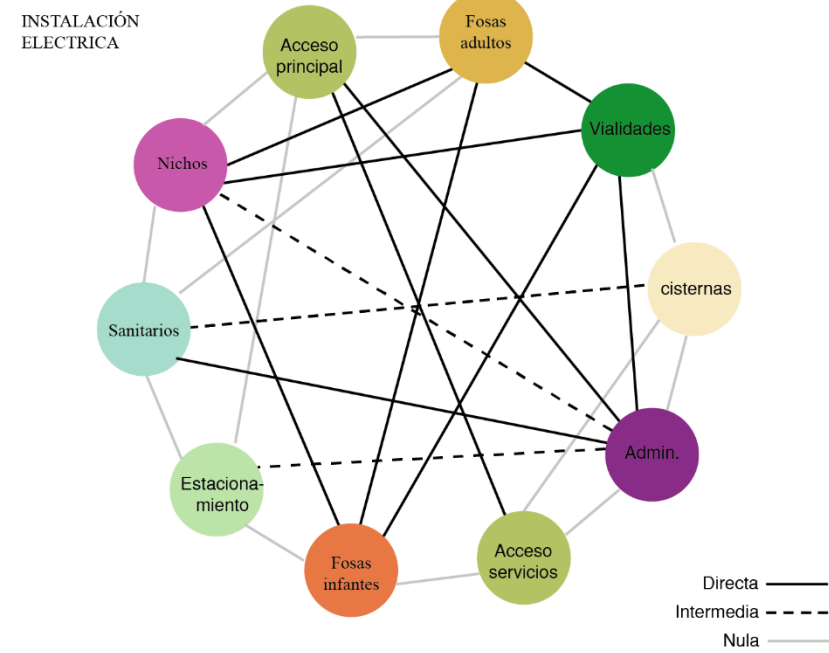 INSTALACIÓN
ELECTRICA
Acceso
principal
Fosas
adultos
Vialidades
Nichos
cisternas
Sanitarios
Admin.
Estaciona-
miento
Fosas
infantes
Acceso
servicios
Directa
Intermedia
Nula